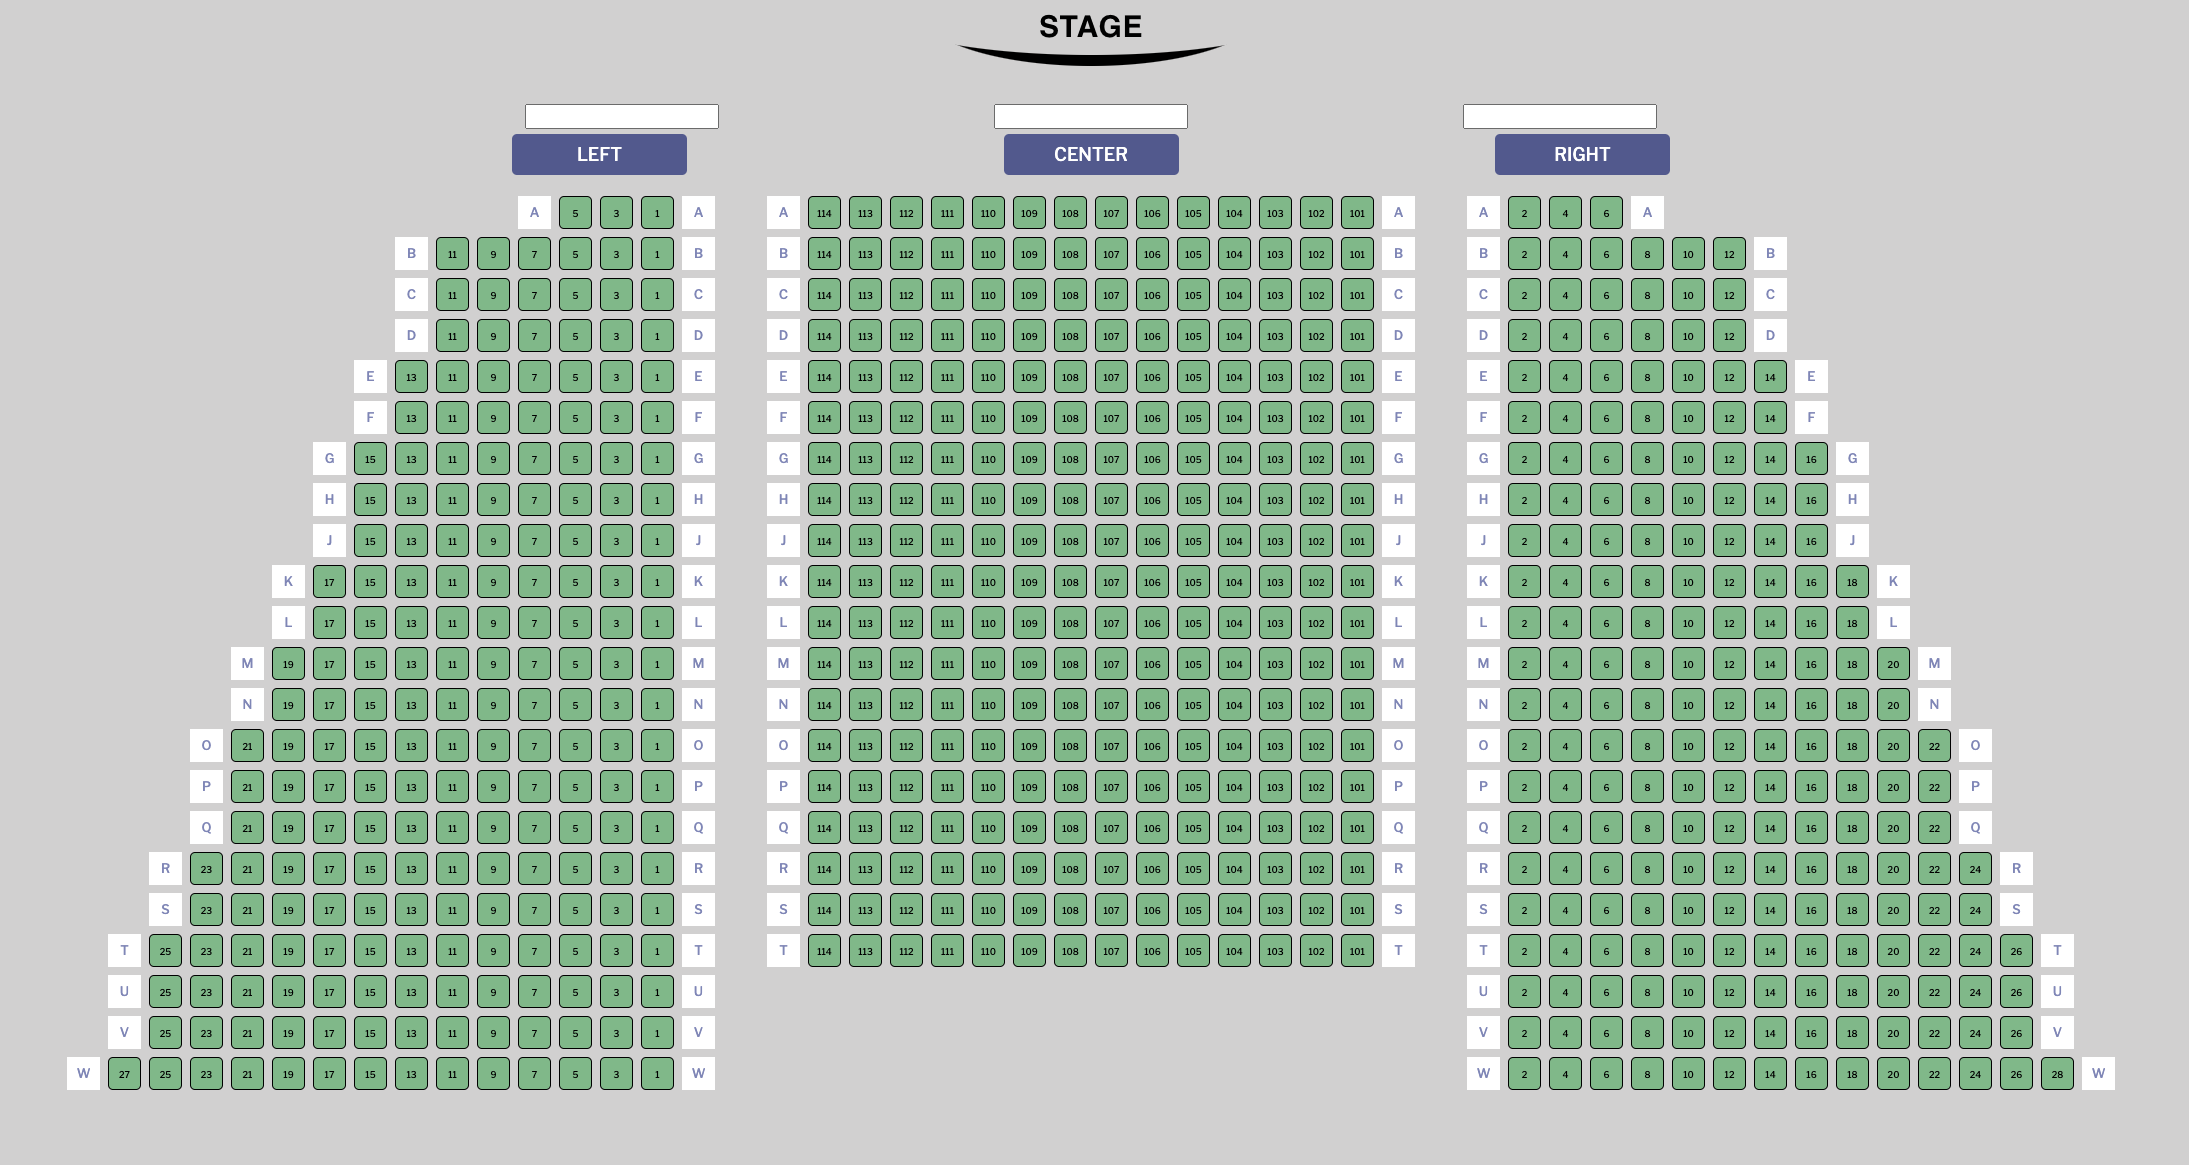 STAGE
LEFT CENTER RIGHT
A 5 3 1 A A 114 113 112 111 110 109 108 107 106 105 104 103 102 101 A A 2 4 6 A
B 11 9 7 5 3 1 B B 114 113 112 111 110 109 108 107 106 105 104 103 102 101 B B 2 4 6 8 10 12 B
C 11 9 7 5 3 1 C C 114 113 112 111 110 109 108 107 106 105 104 103 102 101 C C 2 4 6 8 10 12 C
D 11 9 7 5 3 1 D D 114 113 112 111 110 109 108 107 106 105 104 103 102 101 D D 2 4 6 8 10 12 D
E 13 11 9 7 5 3 1 E E 114 113 112 111 110 109 108 107 106 105 104 103 102 101 E E 2 4 6 8 10 12 14 E
F 13 11 9 7 5 3 1 F F 114 113 112 111 110 109 108 107 106 105 104 103 102 101 F F 2 4 6 8 10 12 14 F
G 15 13 11 9 7 5 3 1 G G 114 113 112 111 110 109 108 107 106 105 104 103 102 101 G G 2 4 6 8 10 12 14 16 G
H 15 13 11 9 7 5 3 1 H H 114 113 112 111 110 109 108 107 106 105 104 103 102 101 H H 2 4 6 8 10 12 14 16 H
J 15 13 11 9 7 5 3 1 J J 114 113 112 111 110 109 108 107 106 105 104 103 102 101 J J 2 4 6 8 10 12 14 16 J
K 17 15 13 11 9 7 5 3 1 K K 114 113 112 111 110 109 108 107 106 105 104 103 102 101 K K 2 4 6 8 10 12 14 16 18 K
L 17 15 13 11 9 7 5 3 1 L L 114 113 112 111 110 109 108 107 106 105 104 103 102 101 L L 2 4 6 8 10 12 14 16 18 L
M 19 17 15 13 11 9 7 5 3 1 M M 114 113 112 111 110 109 108 107 106 105 104 103 102 101 M M 2 4 6 8 10 12 14 16 18 20 M
N 19 17 15 13 11 9 7 5 3 1 N N 114 113 112 111 110 109 108 107 106 105 104 103 102 101 N N 2 4 6 8 10 12 14 16 18 20 N
O 21 19 17 15 13 11 9 7 5 3 1 O O 114 113 112 111 110 109 108 107 106 105 104 103 102 101 O O 2 4 6 8 10 12 14 16 18 20 22 O
P 21 19 17 15 13 11 9 7 5 3 1 P P 114 113 112 111 110 109 108 107 106 105 104 103 102 101 P P 2 4 6 8 10 12 14 16 18 20 22 P
Q 21 19 17 15 13 11 9 7 5 3 1 Q Q 114 113 112 111 110 109 108 107 106 105 104 103 102 101 Q Q 2 4 6 8 10 12 14 16 18 20 22 Q
R 23 21 19 17 15 13 11 9 7 5 3 1 R R 114 113 112 111 110 109 108 107 106 105 104 103 102 101 R R 2 4 6 8 10 12 14 16 18 20 22 24 R
S 23 21 19 17 15 13 11 9 7 5 3 1 S S 114 113 112 111 110 109 108 107 106 105 104 103 102 101 S S 2 4 6 8 10 12 14 16 18 20 22 24 S
T 25 23 21 19 17 15 13 11 9 7 5 3 1 T T 114 113 112 111 110 109 108 107 106 105 104 103 102 101 T T 2 4 6 8 10 12 14 16 18 20 22 24 26 T
U 25 23 21 19 17 15 13 11 9 7 5 3 1 U U 2 4 6 8 10 12 14 16 18 20 22 24 26 U
V 25 23 21 19 17 15 13 11 9 7 5 3 1 V V 2 4 6 8 10 12 14 16 18 20 22 24 26 V
W 27 25 23 21 19 17 15 13 11 9 7 5 3 1 W W 2 4 6 8 10 12 14 16 18 20 22 24 26 28 W